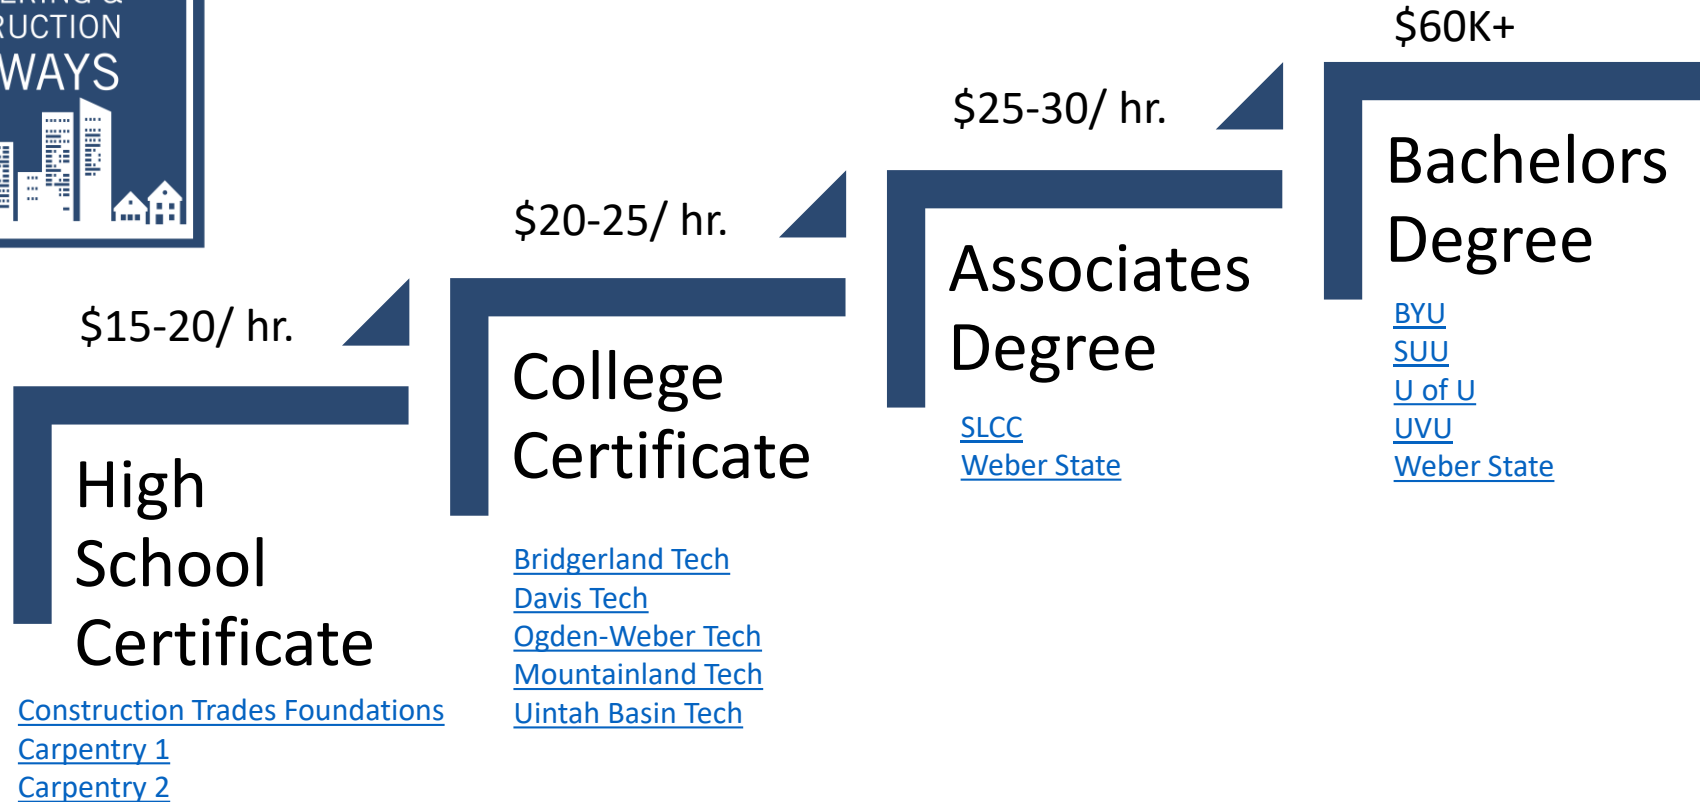 RUCTION
WAYS
$15-20/ hr.
High
School
Certificate
Construction Trades Foundations
Carpentry 1
Carpentry 2
$20-25/ hr.
College
Certificate
Bridgerland Tech
Davis Tech
Ogden-Weber Tech
Mountainland Tech
Uintah Basin Tech
$25-30/ hr.
Associates
Degree
SLCC
Weber State
$60K+
Bachelors
Degree
BYU
SUU
U of U
UVU
Weber State